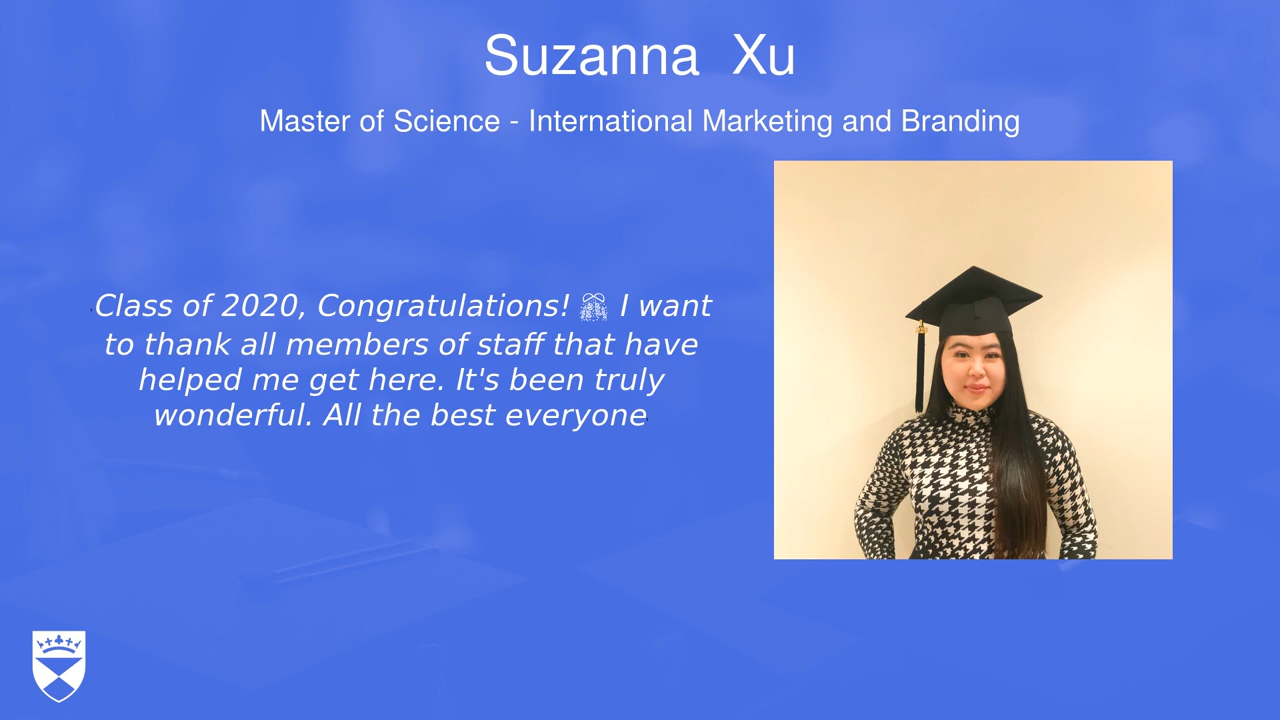 Suzanna Xu
Master of Science - International Marketing and Branding
Class of 2020, Congratulations! 🎊 I want
to thank all members of staff that have
helped me get here. It's been truly
wonderful. All the best everyone